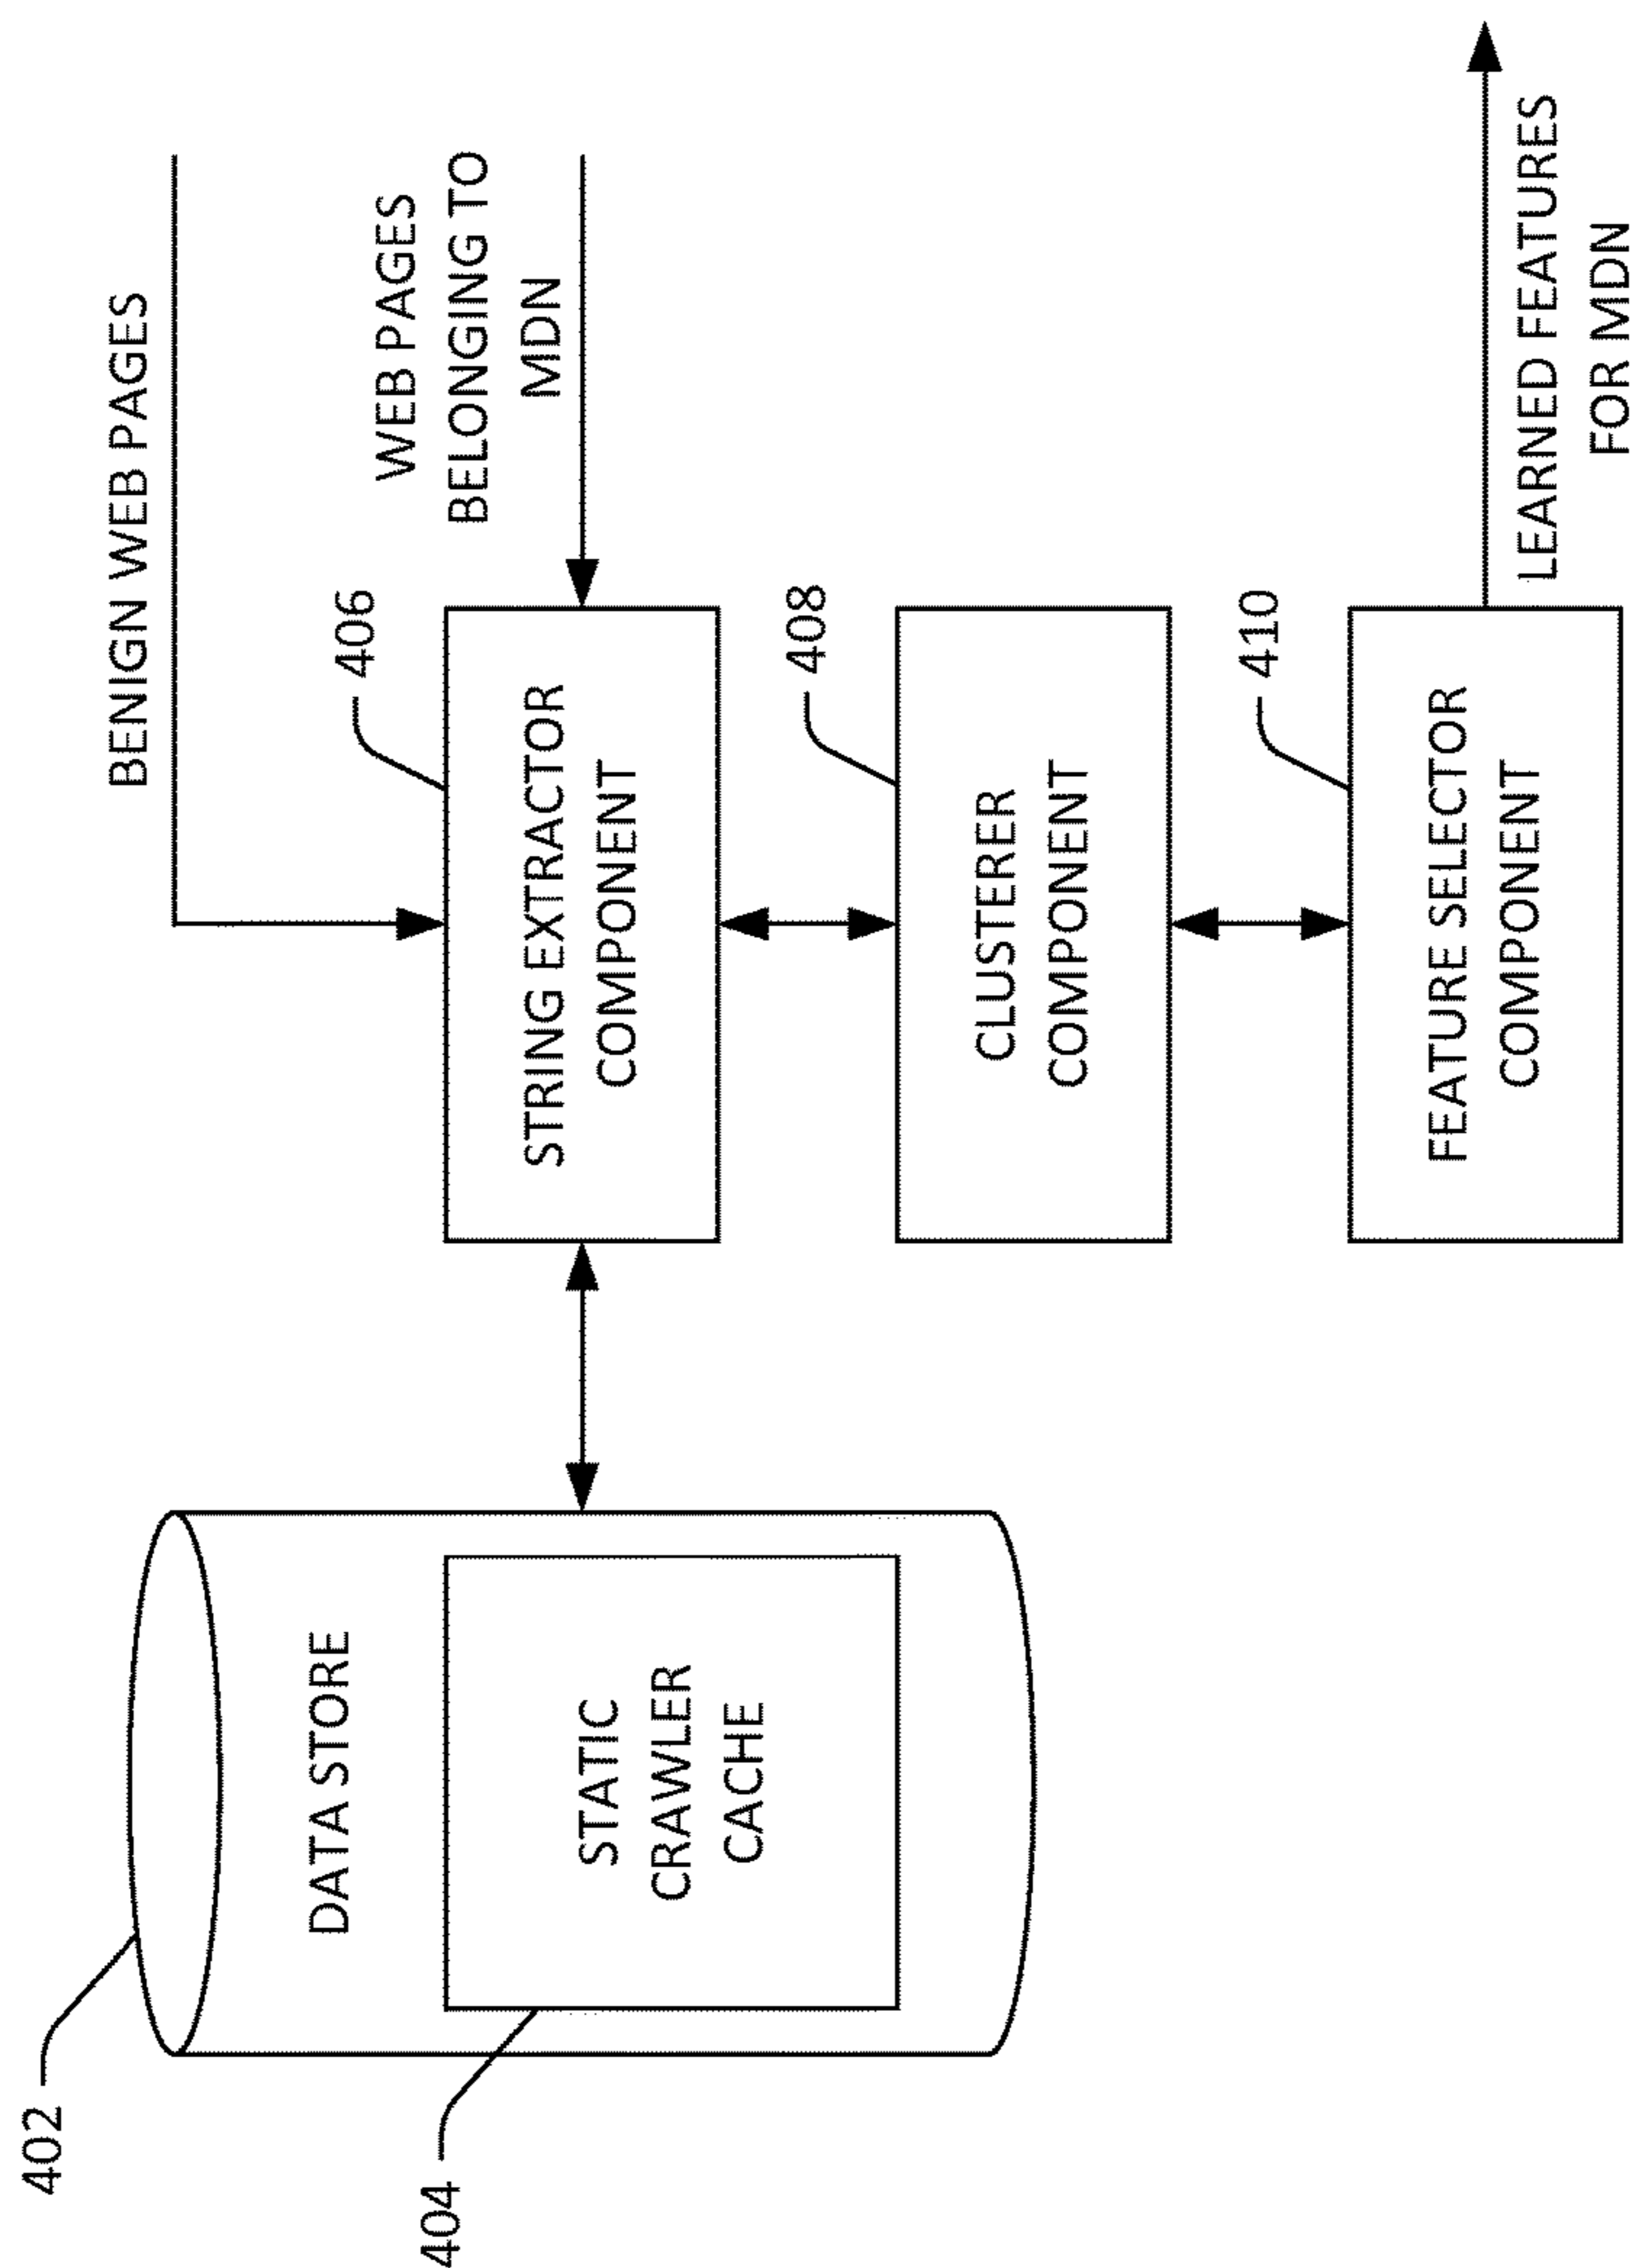 402
DATA STORE
404
STATIC
CRAWLER
CACHE
BENIGN WEB PAGES
406
WEB PAGES
BELONGING TO
MDN
STRING EXTRACTOR
COMPONENT
408
CLUSTERER
COMPONENT
410
FEATURE SELECTOR
COMPONENT
LEARNED FEATURES
FOR MDN